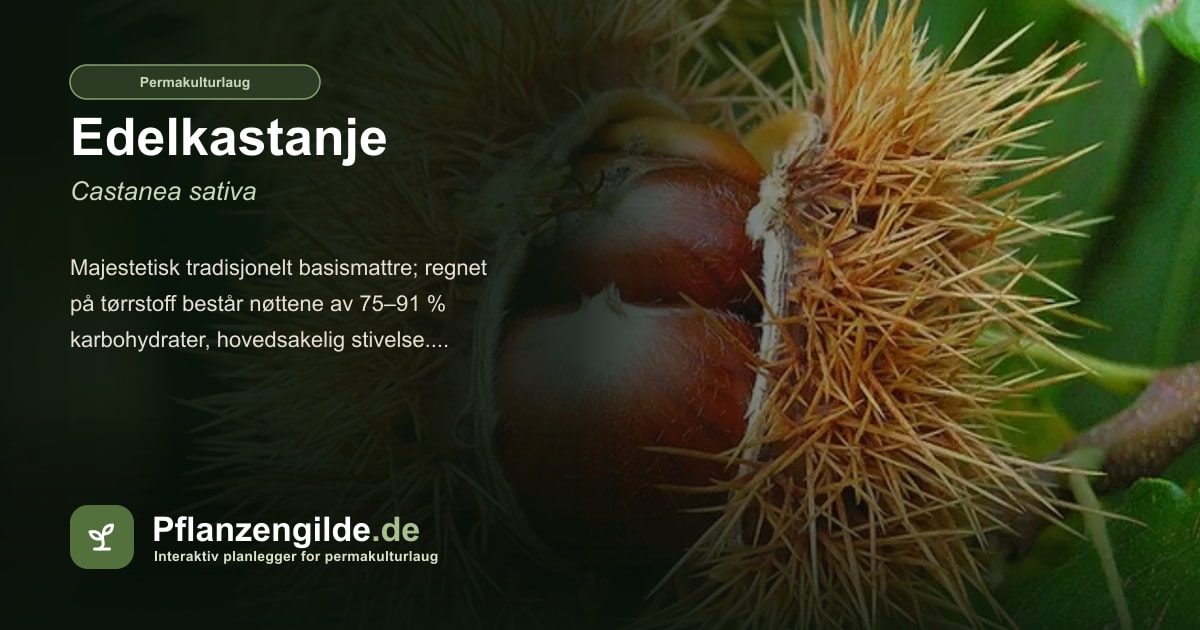 Permakulturlaug
Edelkastanje
Castanea sativa
Majestetisk tradisjonelt basismattre; regnet
på tørrstoff består nøttene av 75–91 %
karbohydrater, hovedsakelig stivelse....
Pflanzengilde.de
Interaktiv planlegger for permakulturlaug